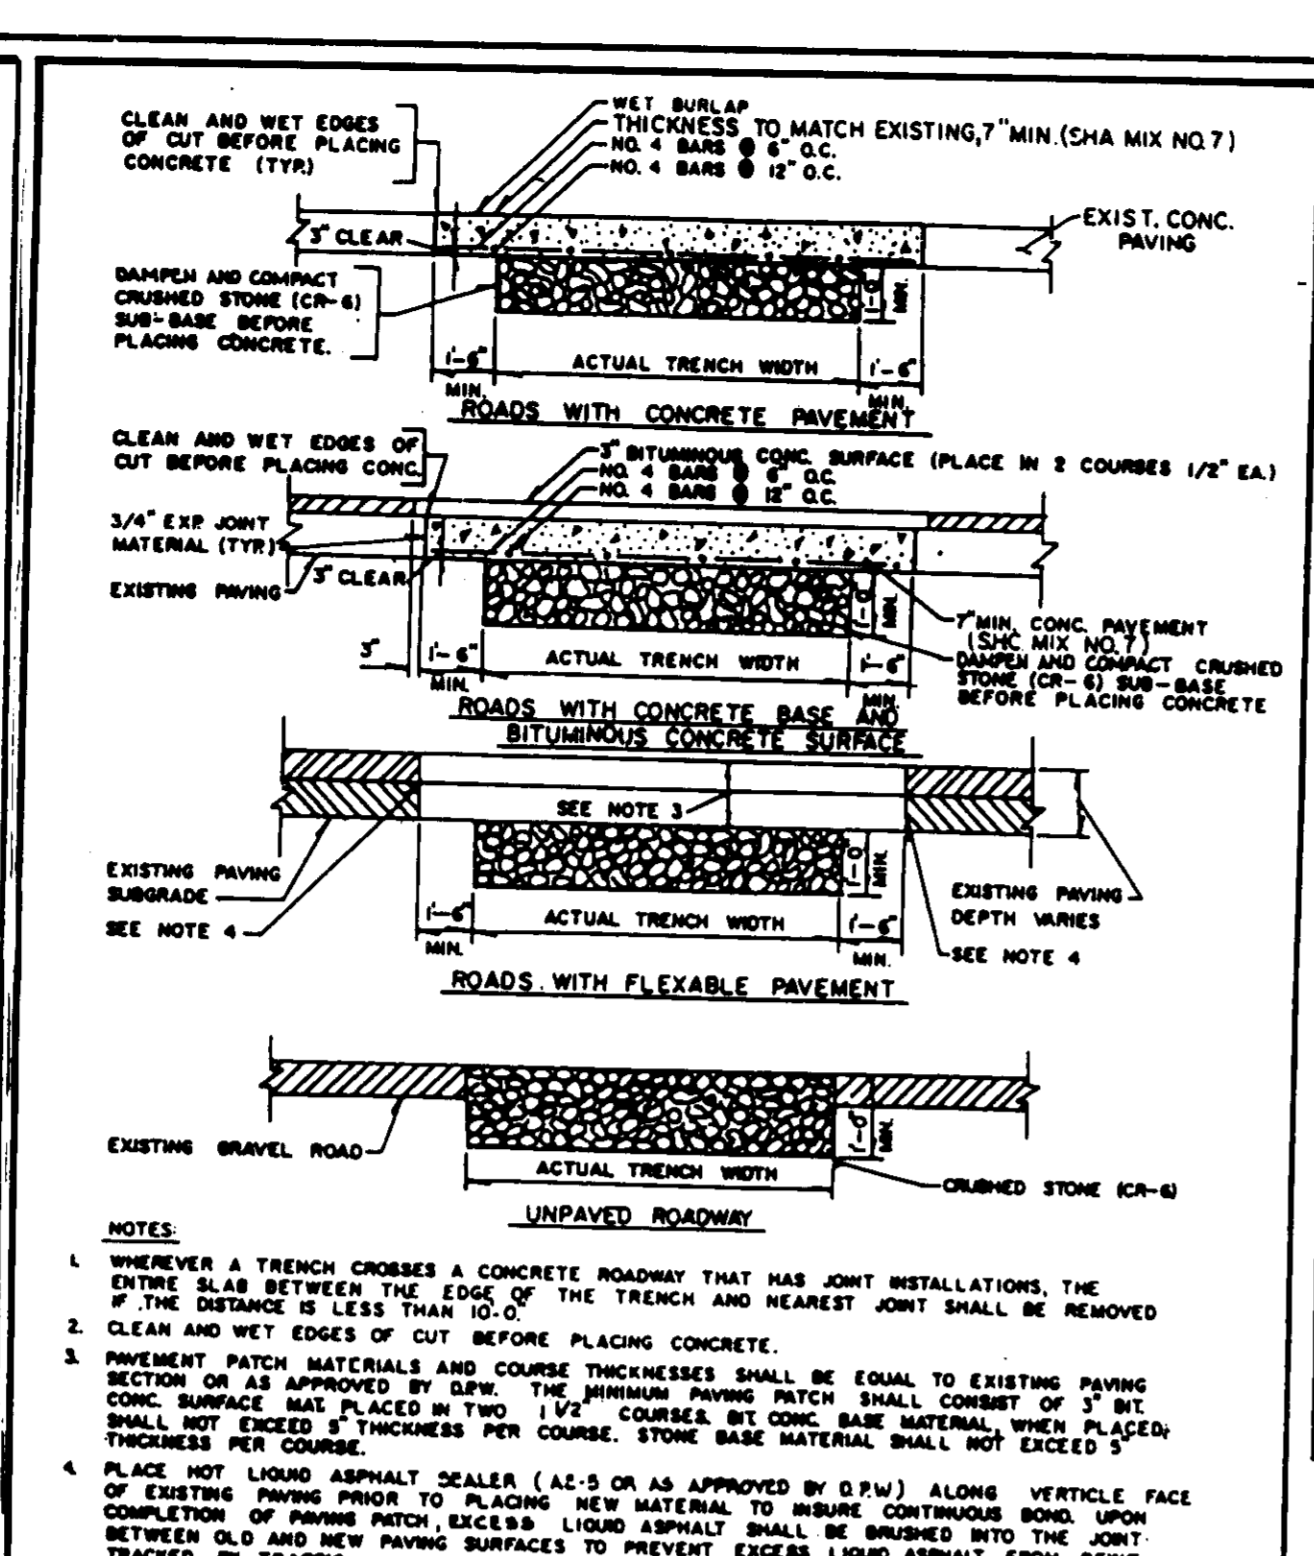 CLEAN AND WET EDGES
OF CUT BEFORE PLACING
CONCRETE (TYP.)
WET BURLAP
THICKNESS TO MATCH EXISTING, 7" MIN. (SHA MIX NO. 7)
NO. 4 BARS @ 6" O.C.
NO. 4 BARS @ 12" O.C.
EXIST. CONC.
PAVING
3" CLEAR
DAMPEN AND COMPACT
CRUSHED STONE (CR-6)
SUB-BASE BEFORE
PLACING CONCRETE.
1'-0"
MIN.
1'-6"
MIN.
ACTUAL TRENCH WIDTH
1'-6"
MIN.
ROADS WITH CONCRETE PAVEMENT
CLEAN AND WET EDGES OF
CUT BEFORE PLACING CONC.
3" BITUMINOUS CONC. SURFACE (PLACE IN 2 COURSES 1/2" EA.)
NO. 4 BARS @ 6" O.C.
NO. 4 BARS @ 12" O.C.
3/4" EXP. JOINT
MATERIAL (TYP.)
3" CLEAR
EXISTING PAVING
1'-0"
MIN.
7" MIN. CONC. PAVEMENT
(S.H.C. MIX NO. 7)
DAMPEN AND COMPACT CRUSHED
STONE (CR-6) SUB-BASE
BEFORE PLACING CONCRETE
3"
1'-6"
MIN.
ACTUAL TRENCH WIDTH
1'-6"
MIN.
ROADS WITH CONCRETE BASE AND
BITUMINOUS CONCRETE SURFACE
SEE NOTE 3
EXISTING PAVING
SUBGRADE
SEE NOTE 4
1'-0"
MIN.
EXISTING PAVING
DEPTH VARIES
SEE NOTE 4
1'-6"
MIN.
ACTUAL TRENCH WIDTH
1'-6"
MIN.
ROADS WITH FLEXABLE PAVEMENT
EXISTING GRAVEL ROAD
1'-0"
MIN.
ACTUAL TRENCH WIDTH
CRUSHED STONE (CR-6)
UNPAVED ROADWAY
NOTES:
1. WHEREVER A TRENCH CROSSES A CONCRETE ROADWAY THAT HAS JOINT INSTALLATIONS, THE
ENTIRE SLAB BETWEEN THE EDGE OF THE TRENCH AND NEAREST JOINT SHALL BE REMOVED
IF THE DISTANCE IS LESS THAN 10'-0".
2. CLEAN AND WET EDGES OF CUT BEFORE PLACING CONCRETE.
3. PAVEMENT PATCH MATERIALS AND COURSE THICKNESSES SHALL BE EQUAL TO EXISTING PAVING
SECTION OR AS APPROVED BY D.P.W. THE MINIMUM PAVING PATCH SHALL CONSIST OF 3" BIT.
CONC. SURFACE MAT. PLACED IN TWO 1 1/2" COURSES. BIT. CONC. BASE MATERIAL, WHEN PLACED,
SHALL NOT EXCEED 5" THICKNESS PER COURSE. STONE BASE MATERIAL SHALL NOT EXCEED 5"
THICKNESS PER COURSE.
4. PLACE HOT LIQUID ASPHALT SEALER (AC-5 OR AS APPROVED BY D.P.W) ALONG VERTICLE FACE
OF EXISTING PAVING PRIOR TO PLACING NEW MATERIAL TO INSURE CONTINUOUS BOND. UPON
COMPLETION OF PAVING PATCH, EXCESS LIQUID ASPHALT SHALL BE BRUSHED INTO THE JOINT
BETWEEN OLD AND NEW PAVING SURFACES TO PREVENT EXCESS LIQUID ASPHALT FROM BEING